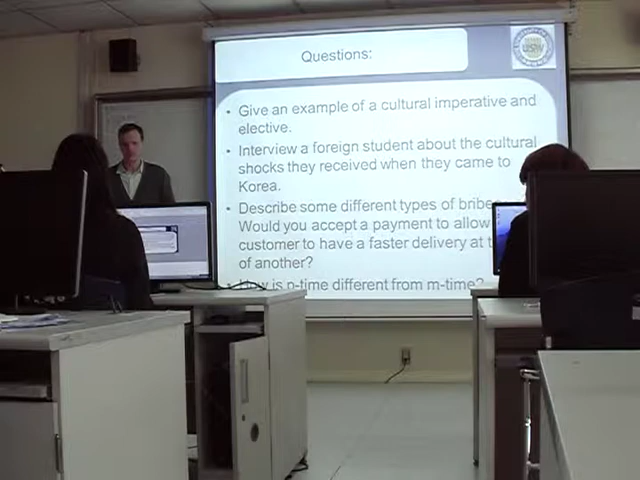 Questions:
• Give an example of a cultural imperative and
elective.
• Interview a foreign student about the cultural
shocks they received when they came to
Korea.
• Describe some different types of bribe
Would you accept a payment to allow
customer to have a faster delivery at t
of another?
• How is p-time different from m-time?